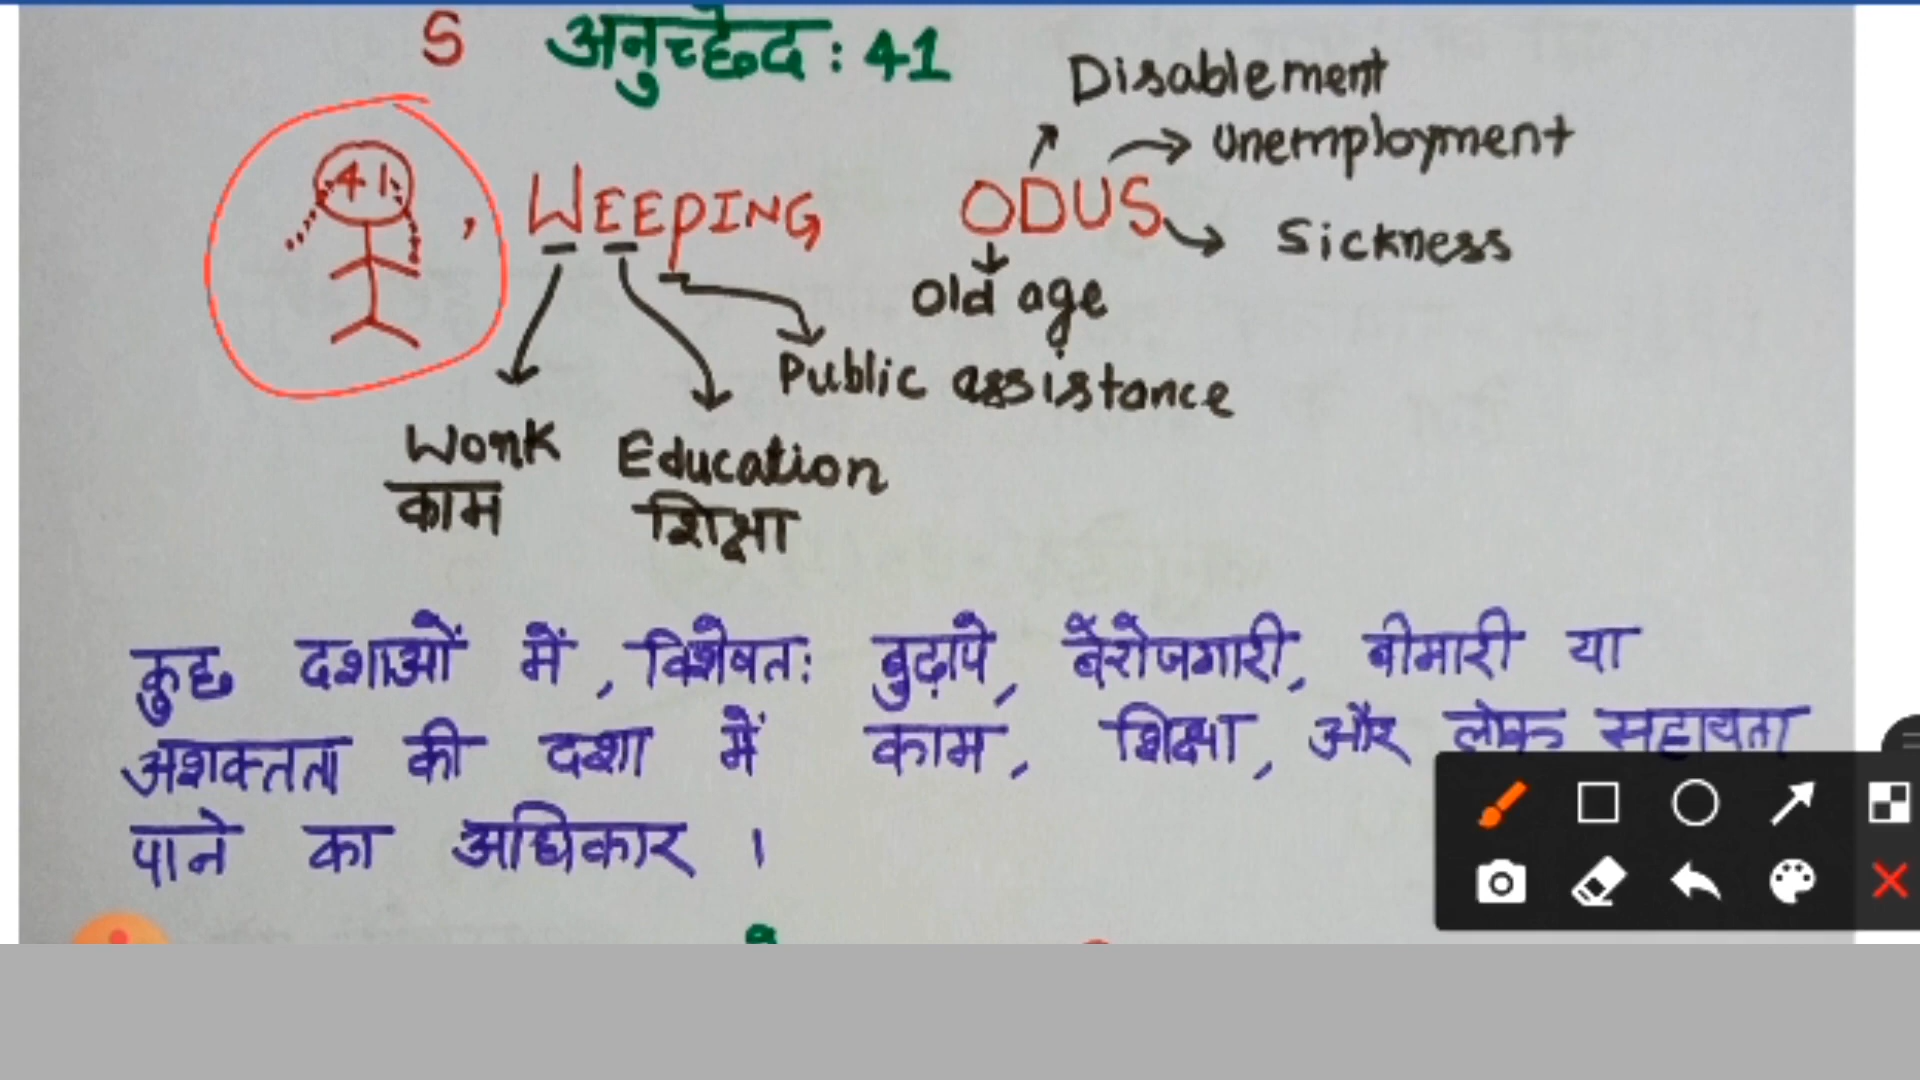 S अनुच्छेद : 41
Disablement
Unemployment
41, WEEPING ODUS
Sickness
Old age
Public assistance
Work Education
काम शिक्षा
कुछ दशाओं में, विशेषतः बुढ़ापे, बेरोजगारी, बीमारी या
अशक्तता की दशा में काम, शिक्षा, और लोक सहायता
पाने का अधिकार ।